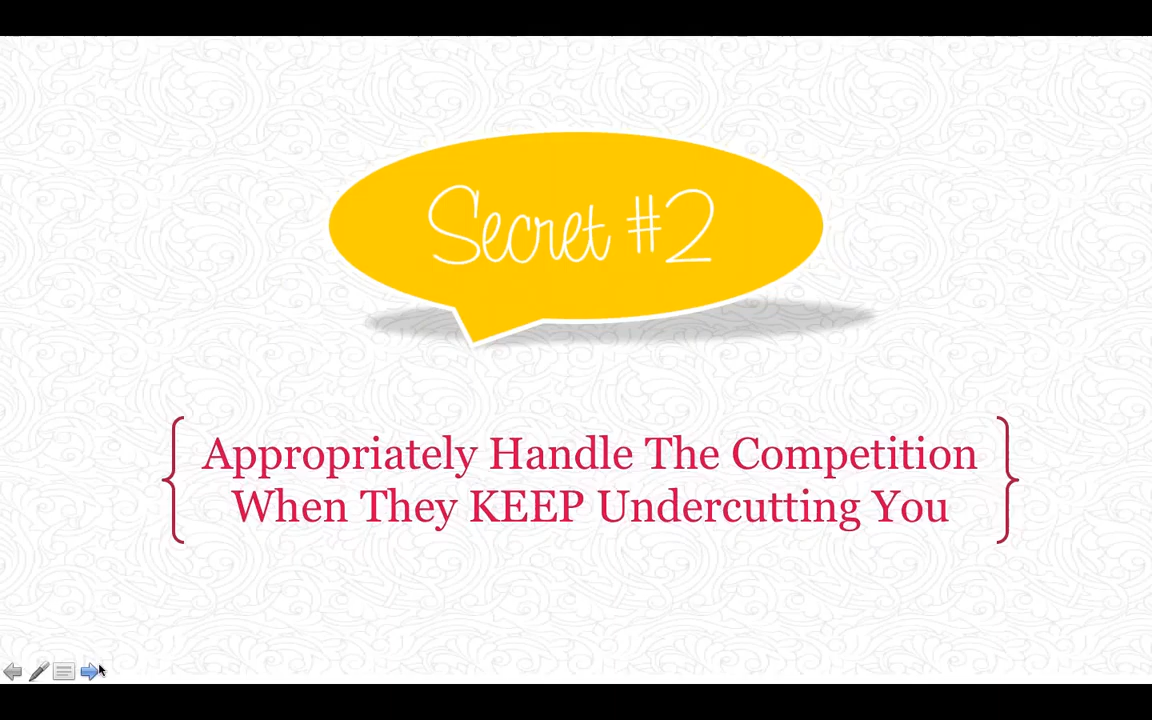 Secret #2
Appropriately Handle The Competition
When They KEEP Undercutting You